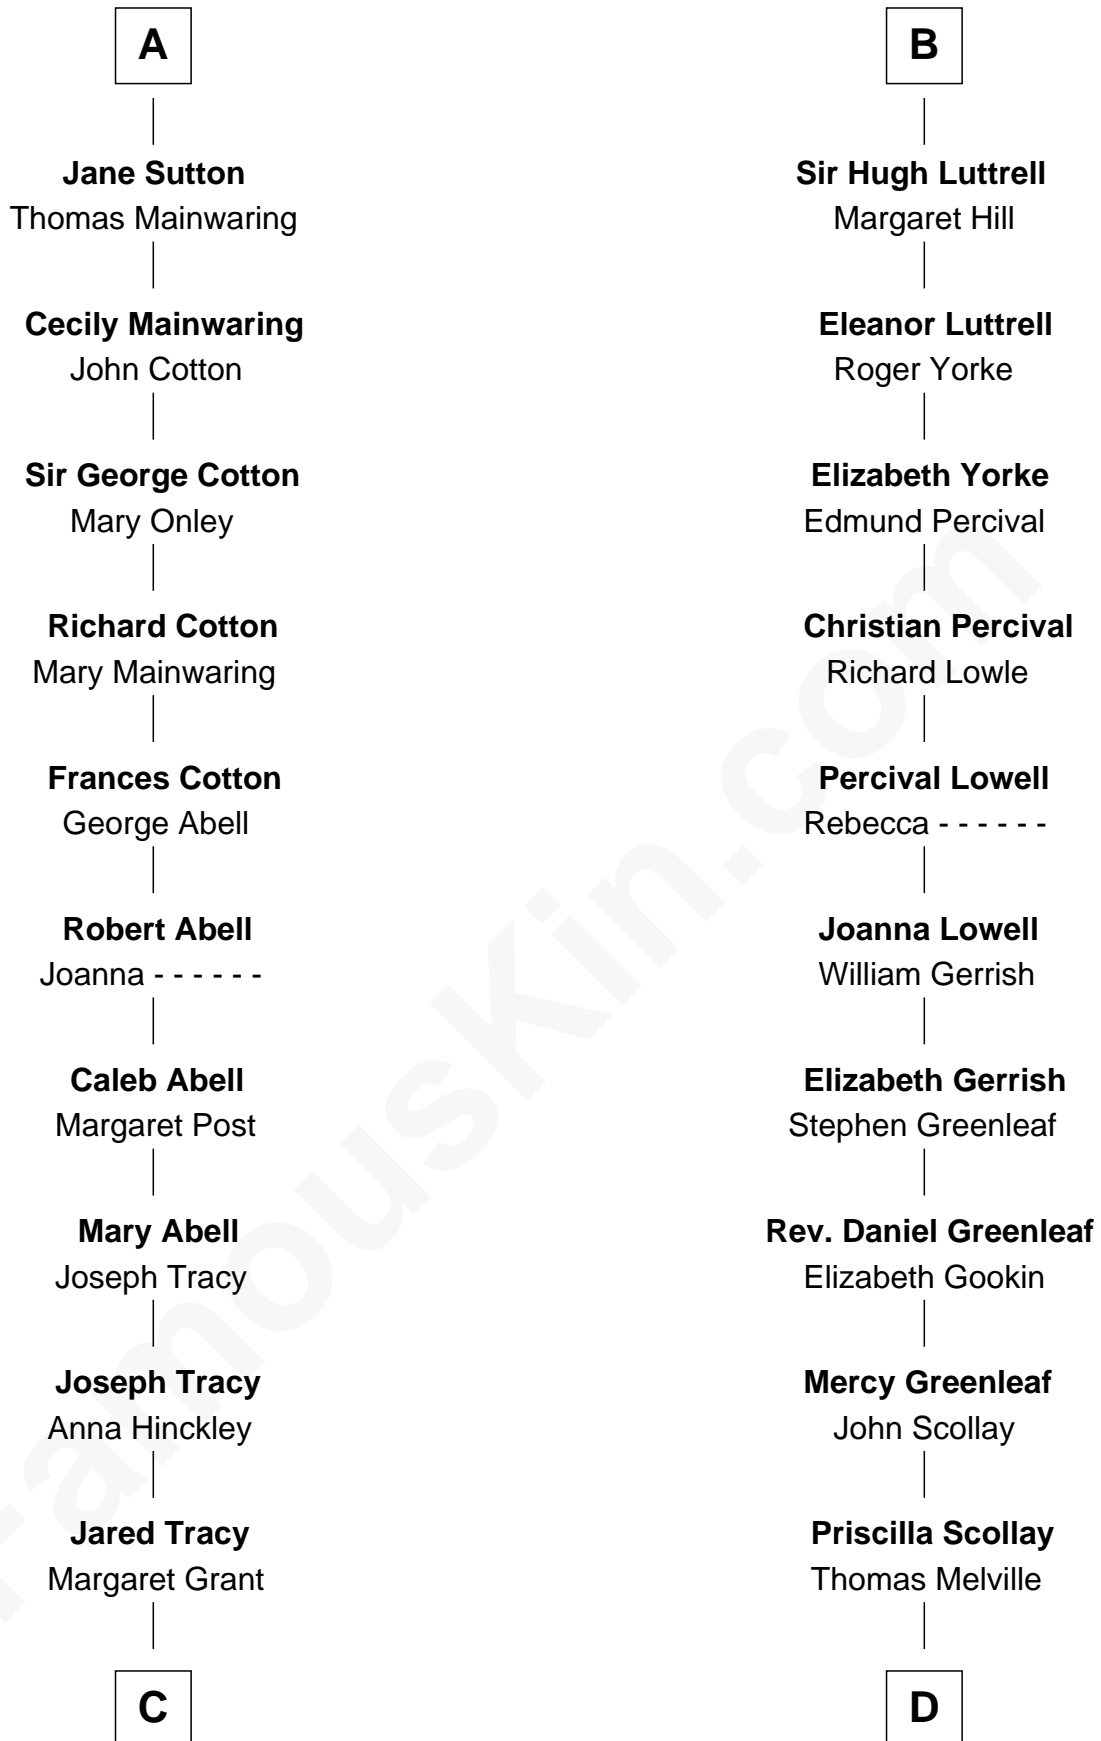 A
Jane Sutton
Thomas Mainwaring
Cecily Mainwaring
John Cotton
Sir George Cotton
Mary Onley
Richard Cotton
Mary Mainwaring
Frances Cotton
George Abell
Robert Abell
Joanna - - - - - -
Caleb Abell
Margaret Post
Mary Abell
Joseph Tracy
Joseph Tracy
Anna Hinckley
Jared Tracy
Margaret Grant
C
B
Sir Hugh Luttrell
Margaret Hill
Eleanor Luttrell
Roger Yorke
Elizabeth Yorke
Edmund Percival
Christian Percival
Richard Lowle
Percival Lowell
Rebecca - - - - - -
Joanna Lowell
William Gerrish
Elizabeth Gerrish
Stephen Greenleaf
Rev. Daniel Greenleaf
Elizabeth Gookin
Mercy Greenleaf
John Scollay
Priscilla Scollay
Thomas Melville
D
FamousKin.com